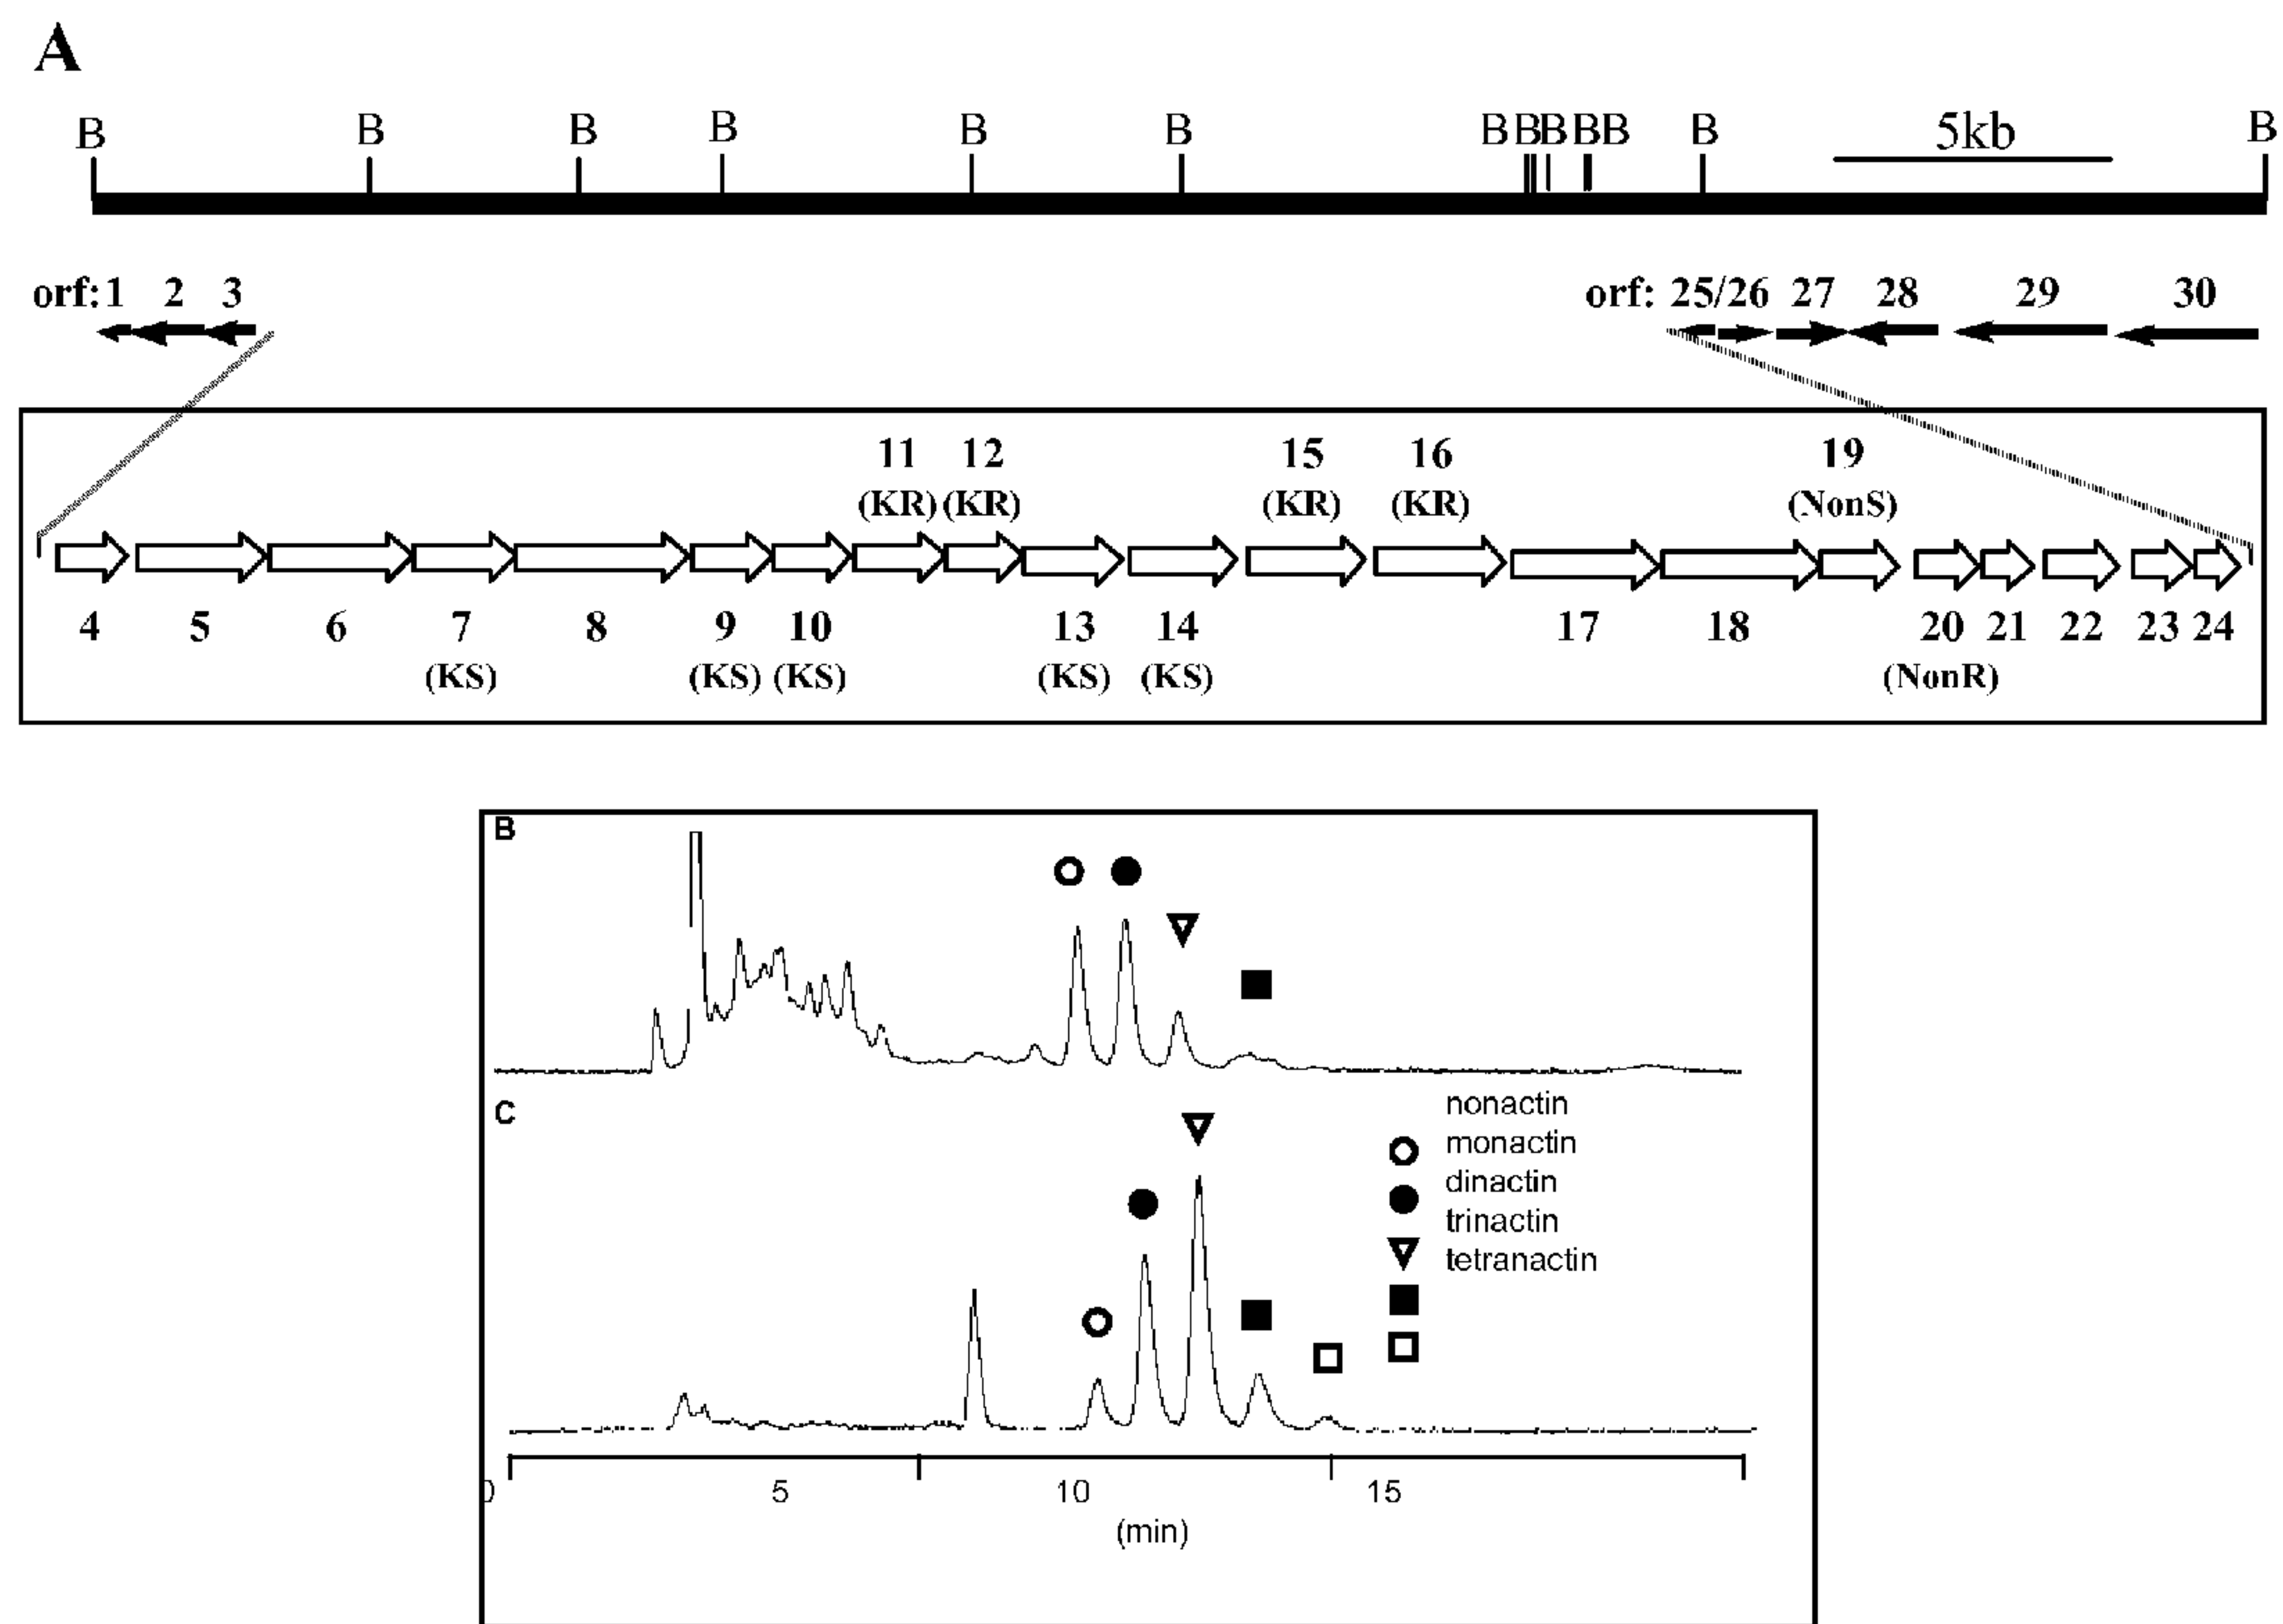 A
B B B B B B B B B B B B 5kb B
orf: 1 2 3 orf: 25/26 27 28 29 30
11 12 15 16 19
(KR) (KR) (KR) (KR) (NonS)
4 5 6 7 8 9 10 13 14 17 18 20 21 22 23 24
(KS) (KS) (KS) (KS) (KS) (NonR)
B
C
nonactin
monactin
dinactin
trinactin
tetranactin
0 5 10 15
(min)